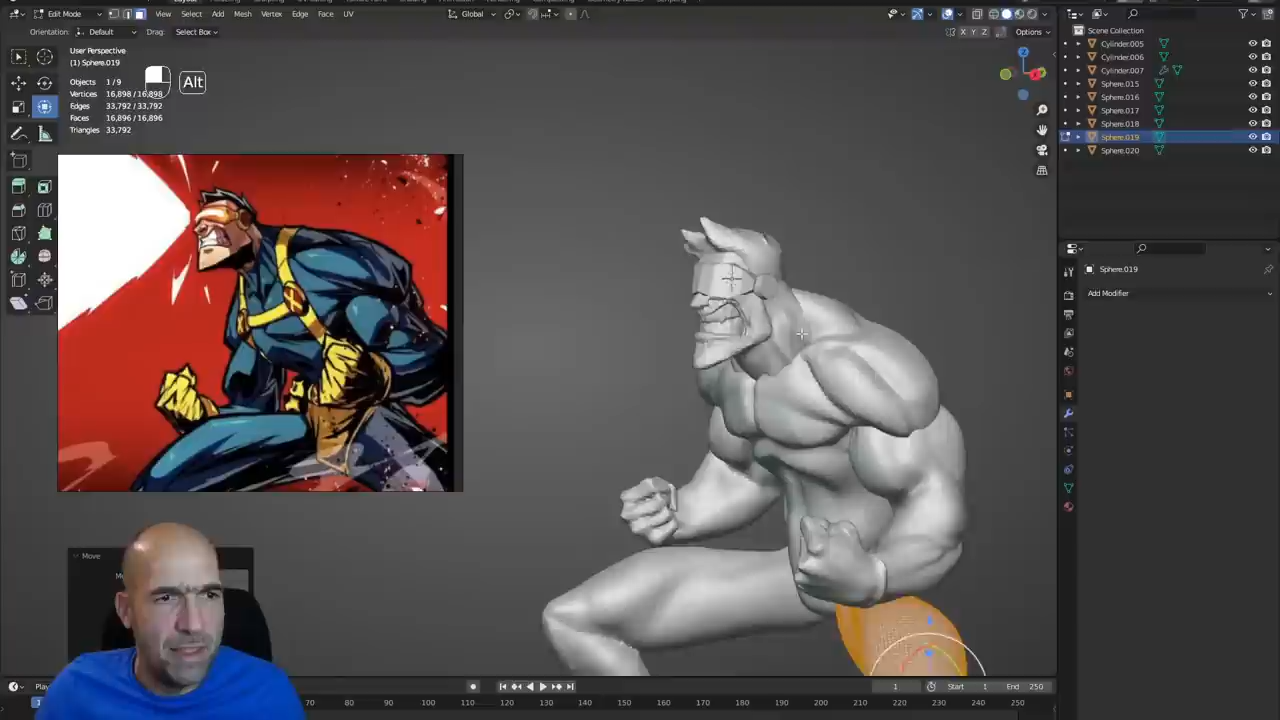 Edit Mode View Select Add Mesh Vertex Edge Face UV Global
Orientation: Default Drag: Select Box X Y Z Options
User Perspective
(1) Sphere.019
Objects 1/9
Vertices 16,898 / 16,898
Edges 33,792 / 33,792
Faces 16,896 / 16,896
Triangles 33,792
Alt
Z
Scene Collection
Cylinder.005
Cylinder.006
Cylinder.007
Sphere.015
Sphere.016
Sphere.017
Sphere.018
Sphere.019
Sphere.020
Sphere.019
Add Modifier
Move
1 Start 1 End 250
70 80 90 100 110 120 130 140 150 160 170 180 190 200 210 220 230 240 250